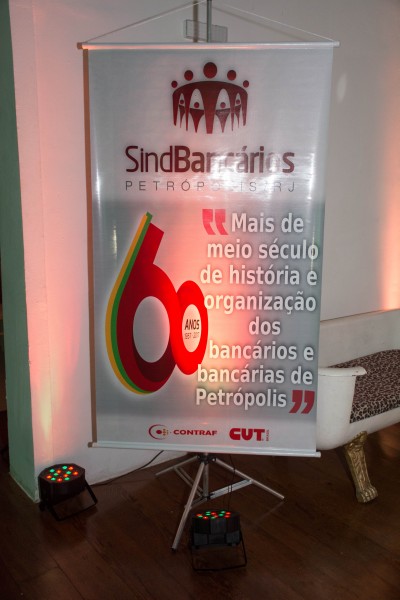 SindBancários
PETRÓPOLIS/RJ
60
ANOS
"Mais de
meio século
de história e
organização
dos
bancários e
bancárias de
Petrópolis"
CONTRAF
CUT